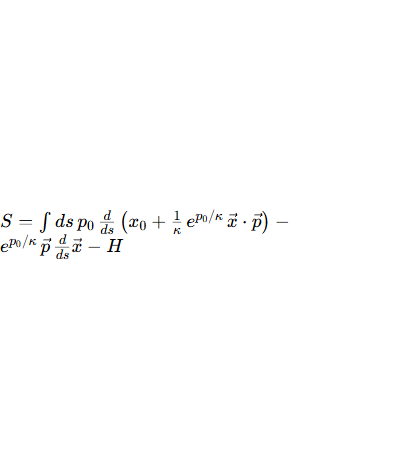 S = ∫ ds p₀ d/ds (x₀ + 1/κ e^{p₀/κ} x⃗ · p⃗) −
e^{p₀/κ} p⃗ d/ds x⃗ − H